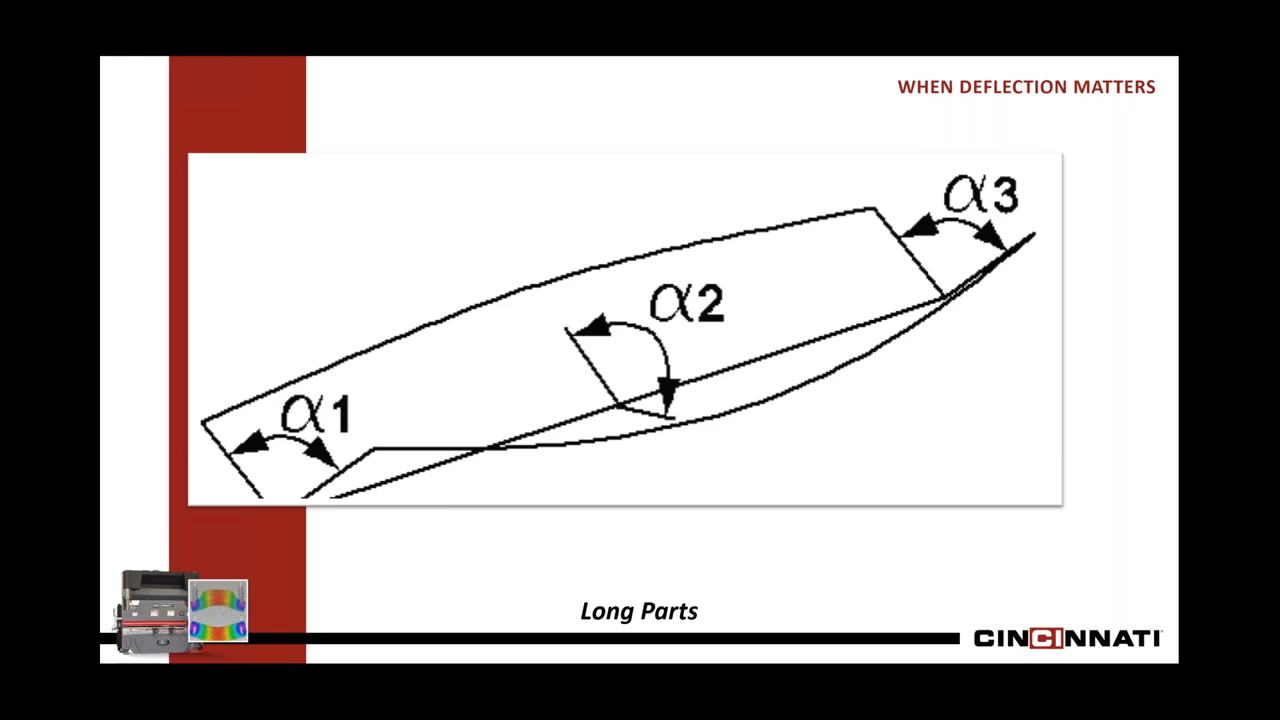 WHEN DEFLECTION MATTERS
α3
α2
α1
Long Parts
CINCINNATI